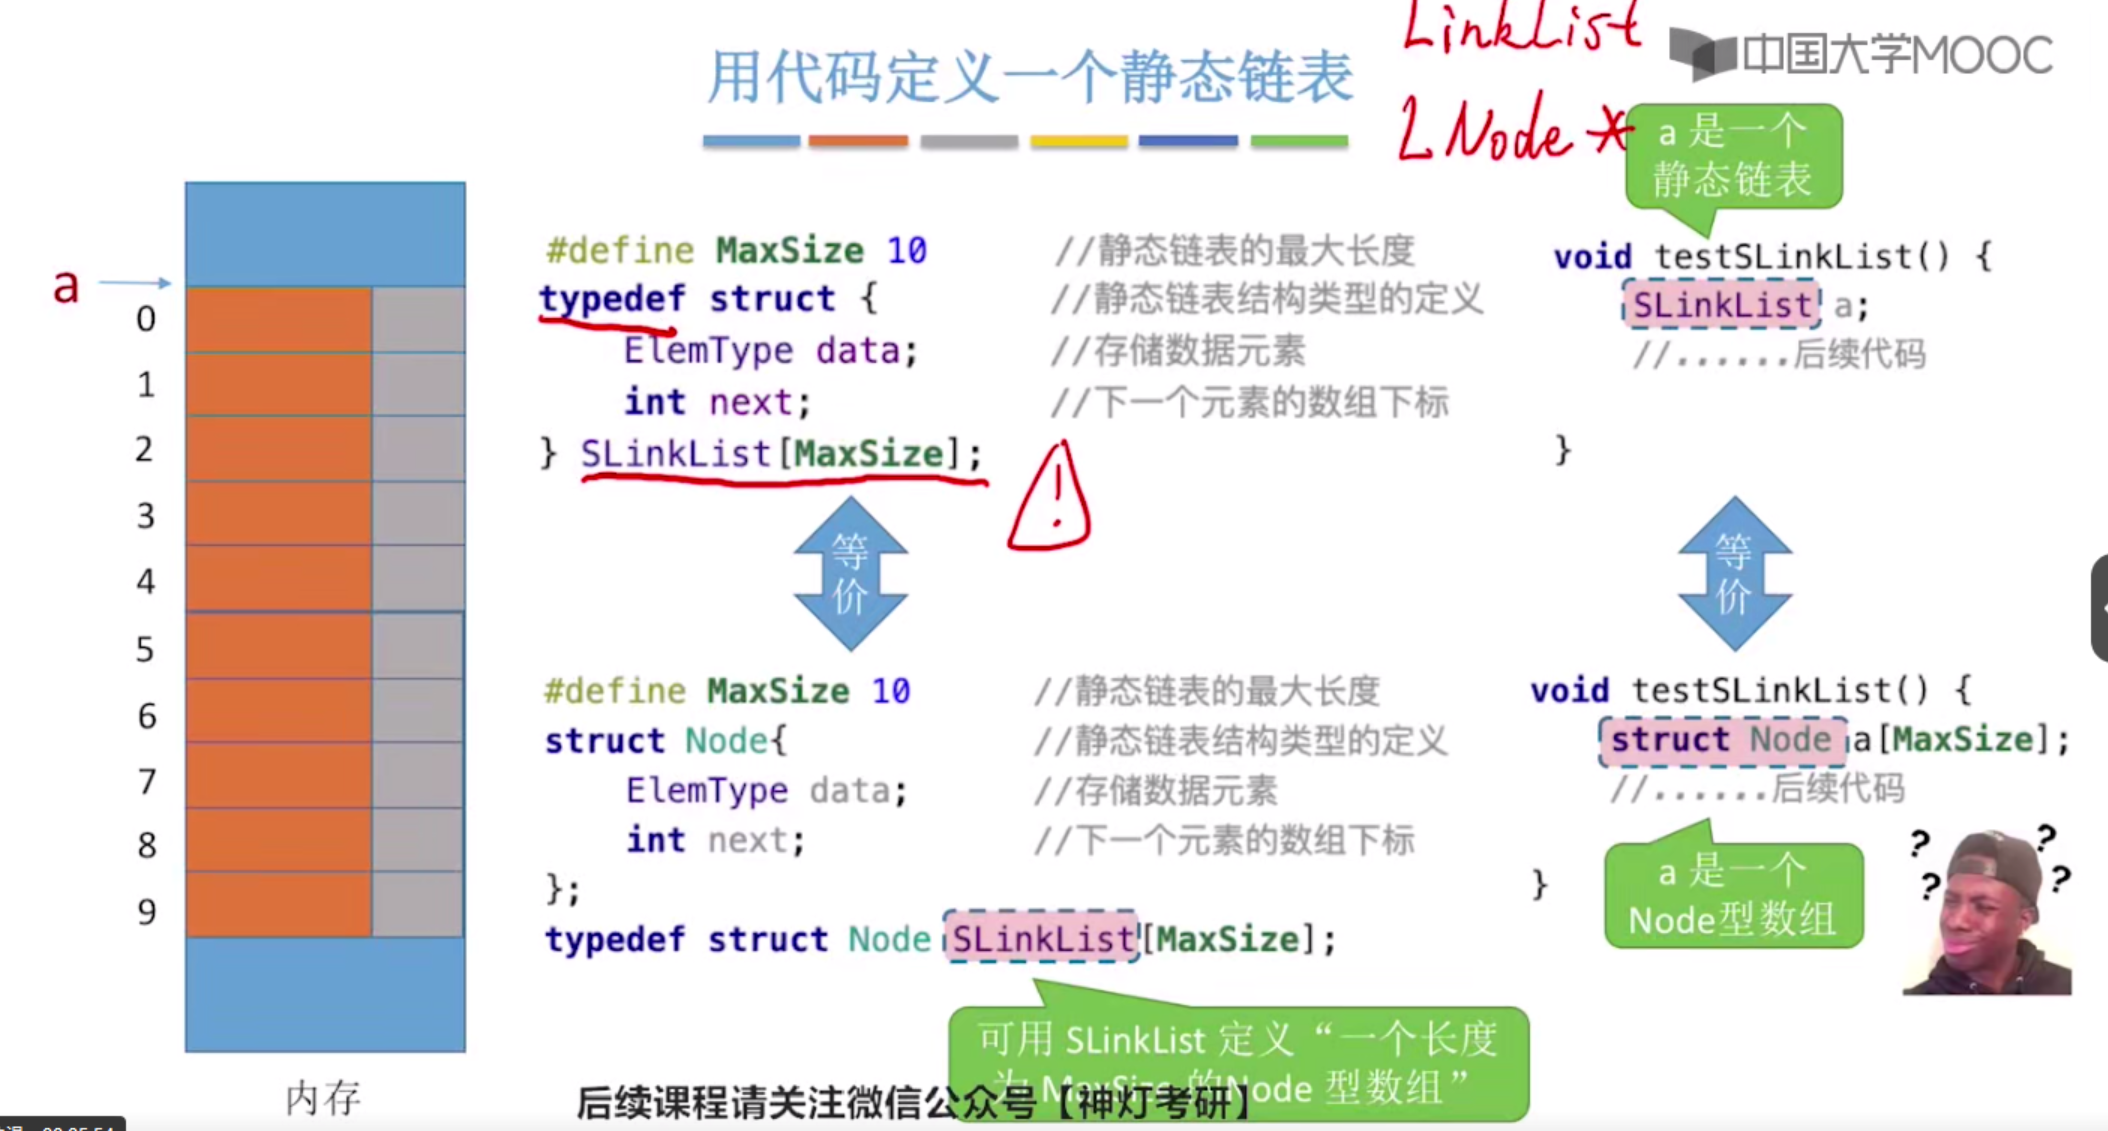 LinkList
LNode *
中国大学MOOC
用代码定义一个静态链表
a
0
1
2
3
4
5
6
7
8
9
内存
#define MaxSize 10 //静态链表的最大长度
typedef struct { //静态链表结构类型的定义
ElemType data; //存储数据元素
int next; //下一个元素的数组下标
} SLinkList[MaxSize];
!
等
价
#define MaxSize 10 //静态链表的最大长度
struct Node{ //静态链表结构类型的定义
ElemType data; //存储数据元素
int next; //下一个元素的数组下标
};
typedef struct Node SLinkList[MaxSize];
可用 SLinkList 定义“一个长度
为 MaxSize 的Node 型数组”
a 是一个
静态链表
void testSLinkList() {
SLinkList a;
//......后续代码
}
等
价
void testSLinkList() {
struct Node a[MaxSize];
//......后续代码
}
a 是一个
Node型数组
? ? ? ?
后续课程请关注微信公众号【神灯考研】